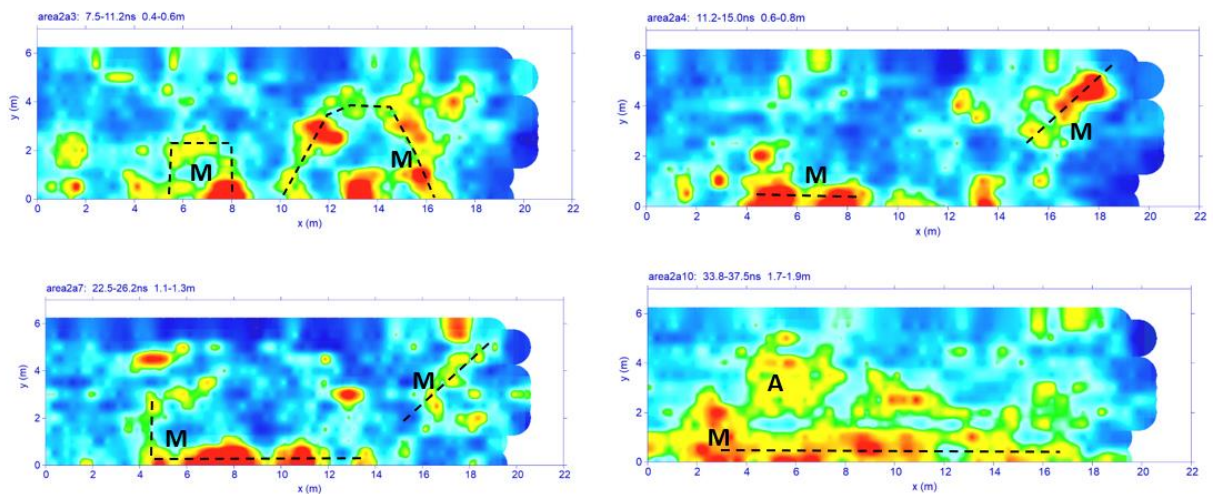 area2a3: 7.5-11.2ns 0.4-0.6m
y (m)
6
4
2
0
M
M
0 2 4 6 8 10 12 14 16 18 20 22
x (m)
area2a4: 11.2-15.0ns 0.6-0.8m
y (m)
6
4
2
0
M
M
0 2 4 6 8 10 12 14 16 18 20 22
x (m)
area2a7: 22.5-26.2ns 1.1-1.3m
y (m)
6
4
2
0
M
M
0 2 4 6 8 10 12 14 16 18 20 22
x (m)
area2a10: 33.8-37.5ns 1.7-1.9m
y (m)
6
4
2
0
A
M
0 2 4 6 8 10 12 14 16 18 20 22
x (m)